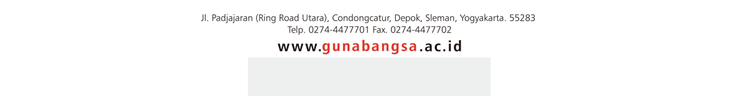 Jl. Padjajaran (Ring Road Utara), Condongcatur, Depok, Sleman, Yogyakarta. 55283
Telp. 0274-4477701 Fax. 0274-4477702
www.gunabangsa.ac.id